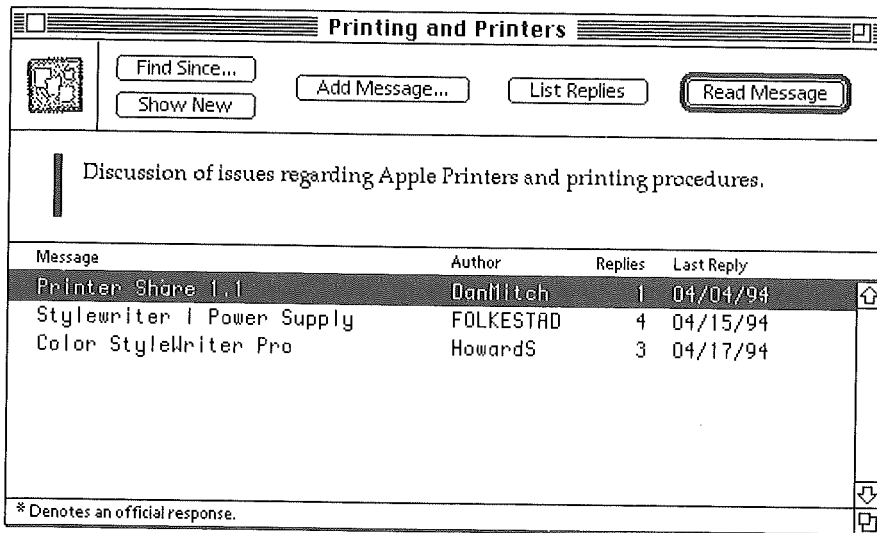 Printing and Printers
Find Since...
Show New
Add Message...
List Replies
Read Message
Discussion of issues regarding Apple Printers and printing procedures.
Message Author Replies Last Reply
Printer Share 1.1 DanMitch 1 04/04/94
Stylewriter I Power Supply FOLKESTAD 4 04/15/94
Color StyleWriter Pro HowardS 3 04/17/94
* Denotes an official response.